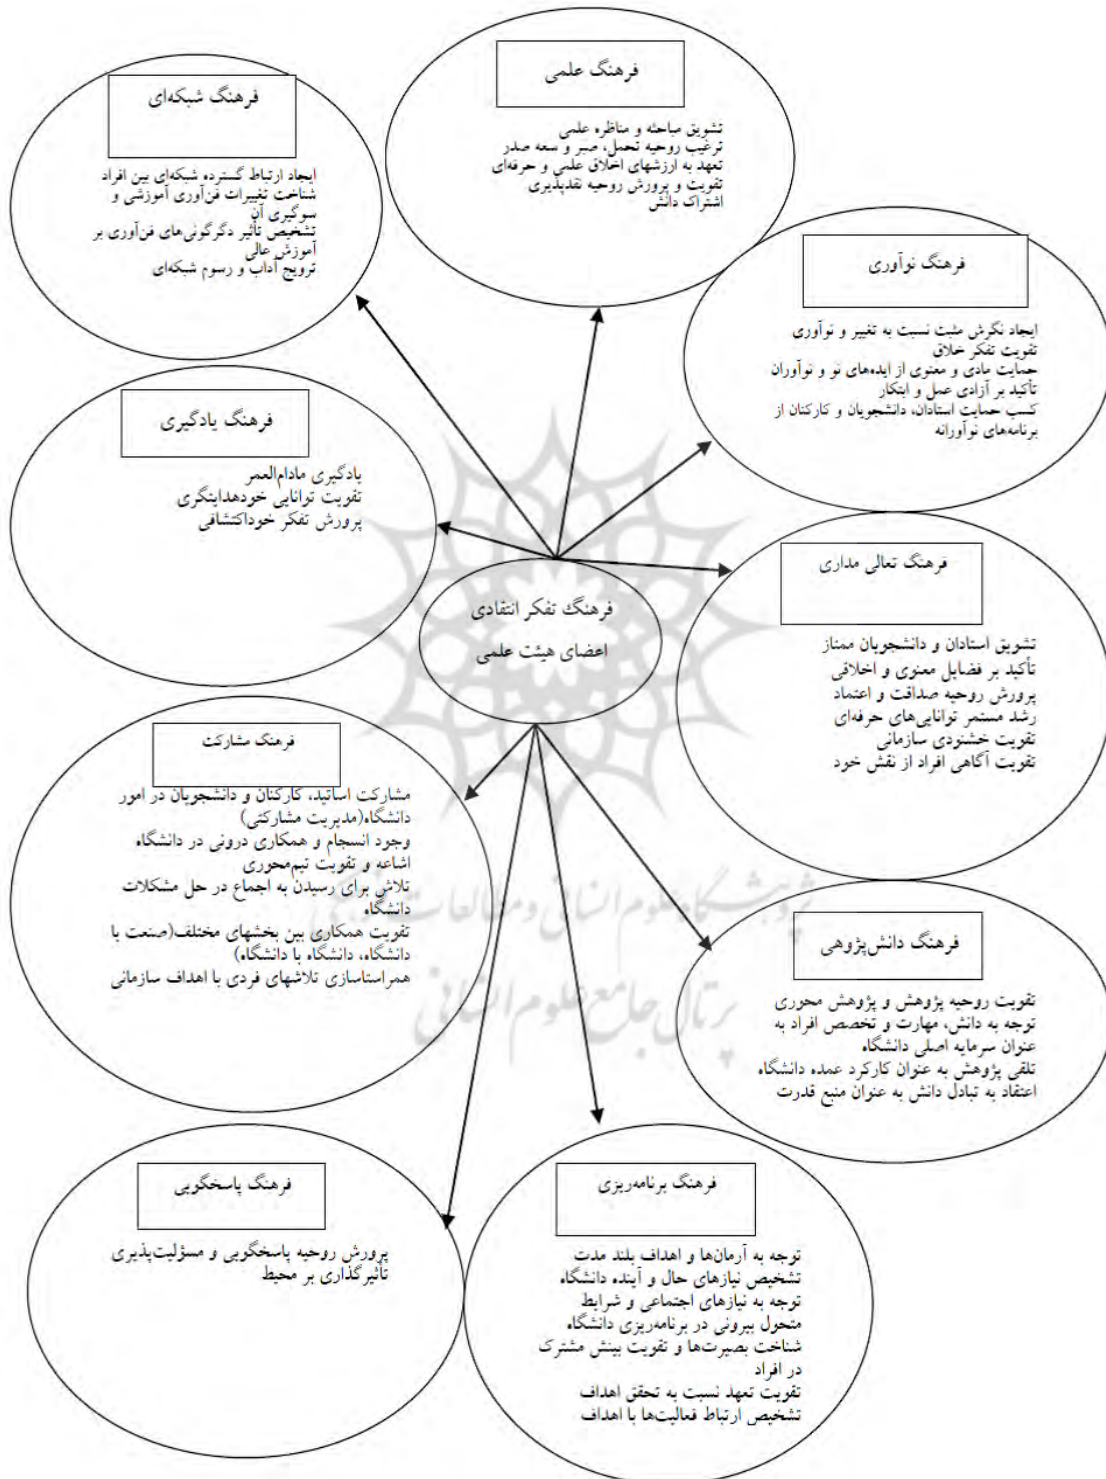 فرهنگ علمی
تشویق مباحثه و مناظره علمی
ترغیب روحیه تحمل، صبر و سعه صدر
تعهد به ارزشهای اخلاق علمی و حرفه‌ای
تقویت و پرورش روحیه نقدپذیری
اشتراک دانش
فرهنگ شبکه‌ای
ایجاد ارتباط گسترده شبکه‌ای بین افراد
شناخت تغییرات فن‌آوری آموزشی و
سوگیری آن
تشخیص تأثیر دگرگونی‌های فن‌آوری بر
آموزش عالی
ترویج آداب و رسوم شبکه‌ای
فرهنگ نوآوری
ایجاد نگرش مثبت نسبت به تغییر و نوآوری
تقویت تفکر خلاق
حمایت مادی و معنوی از ایده‌های نو و نوآوران
تأکید بر آزادی عمل و ابتکار
کسب حمایت استادان، دانشجویان و کارکنان از
برنامه‌های نوآورانه
فرهنگ یادگیری
یادگیری مادام‌العمر
تقویت توانایی خودهدایتگری
پرورش تفکر خوداکتشافی
فرهنگ تعالی مداری
تشویق استادان و دانشجویان ممتاز
تأکید بر فضایل معنوی و اخلاقی
پرورش روحیه صداقت و اعتماد
رشد مستمر توانایی‌های حرفه‌ای
تقویت خشنودی سازمانی
تقویت آگاهی افراد از نقش خود
فرهنگ تفکر انتقادی
اعضای هیئت علمی
فرهنگ مشارکت
مشارکت اساتید، کارکنان و دانشجویان در امور
دانشگاه(مدیریت مشارکتی)
وجود انسجام و همکاری درونی در دانشگاه
اشاعه و تقویت تیم‌محوری
تلاش برای رسیدن به اجماع در حل مشکلات
دانشگاه
تقویت همکاری بین بخشهای مختلف(صنعت با
دانشگاه، دانشگاه با دانشگاه)
همراستاسازی تلاشهای فردی با اهداف سازمانی
پژوهشگاه علوم انسانی و مطالعات فرهنگی
پرتال جامع علوم انسانی
فرهنگ دانش‌پژوهی
تقویت روحیه پژوهش و پژوهش محوری
توجه به دانش، مهارت و تخصص افراد به
عنوان سرمایه اصلی دانشگاه
تلقی پژوهش به عنوان کارکرد عمده دانشگاه
اعتقاد به تبادل دانش به عنوان منبع قدرت
فرهنگ پاسخگویی
پرورش روحیه پاسخگویی و مسؤلیت‌پذیری
تأثیرگذاری بر محیط
فرهنگ برنامه‌ریزی
توجه به آرمان‌ها و اهداف بلند مدت
تشخیص نیازهای حال و آینده دانشگاه
توجه به نیازهای اجتماعی و شرایط
متحول بیرونی در برنامه‌ریزی دانشگاه
شناخت بصیرت‌ها و تقویت بینش مشترک
در افراد
تقویت تعهد نسبت به تحقق اهداف
تشخیص ارتباط فعالیت‌ها با اهداف